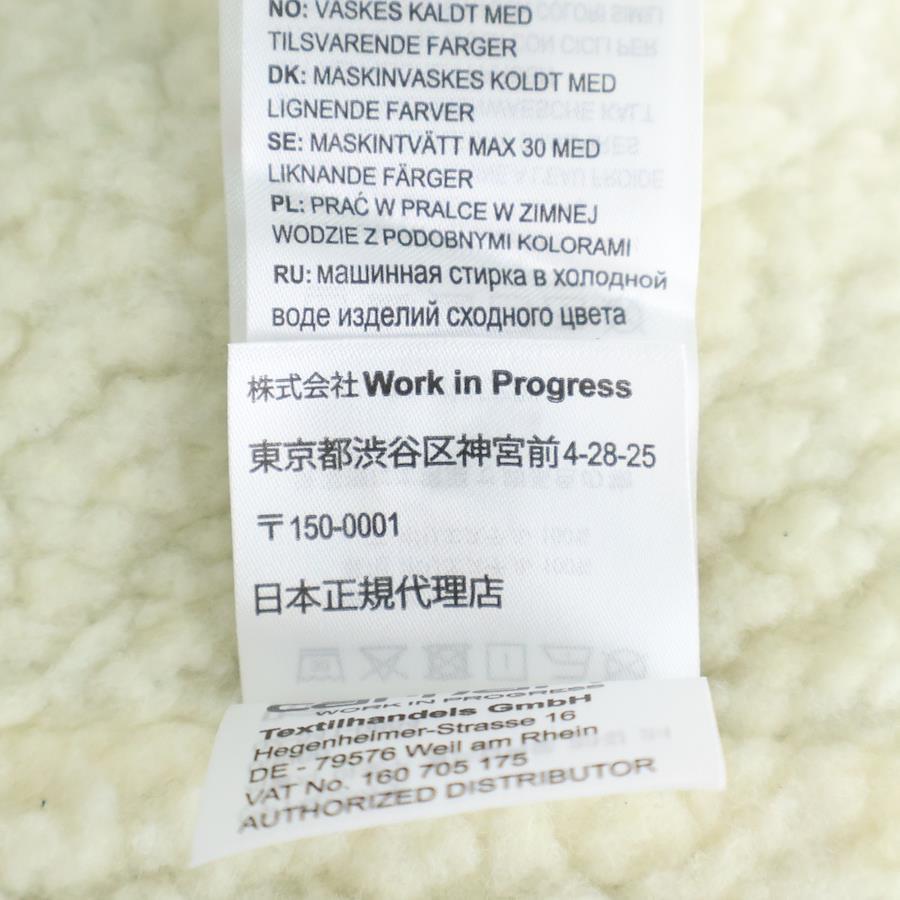 NO: VASKES KALDT MED
TILSVARENDE FARGER
DK: MASKINVASKES KOLDT MED
LIGNENDE FARVER
SE: MASKINTVÄTT MAX 30 MED
LIKNANDE FÄRGER
PL: PRAĆ W PRALCE W ZIMNEJ
WODZIE Z PODOBNYMI KOLORAMI
RU: машинная стирка в холодной
воде изделий сходного цвета
株式会社Work in Progress
東京都渋谷区神宮前4-28-25
〒150-0001
日本正規代理店
WORK IN PROGRESS
Textilhandels GmbH
Hegenheimer-Strasse 16
DE - 79576 Weil am Rhein
VAT No. 160 705 175
AUTHORIZED DISTRIBUTOR